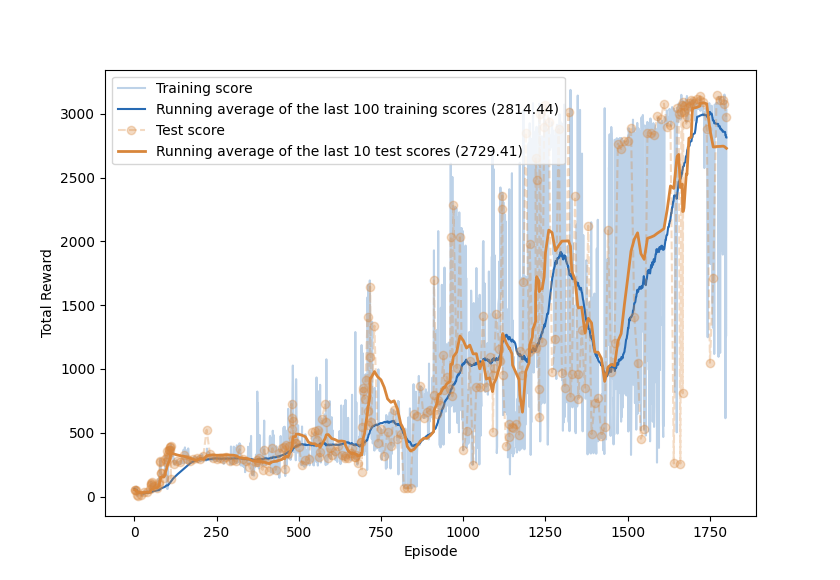 Training score
Running average of the last 100 training scores (2814.44)
Test score
Running average of the last 10 test scores (2729.41)
3000
2500
2000
1500
1000
500
0
Total Reward
0 250 500 750 1000 1250 1500 1750
Episode